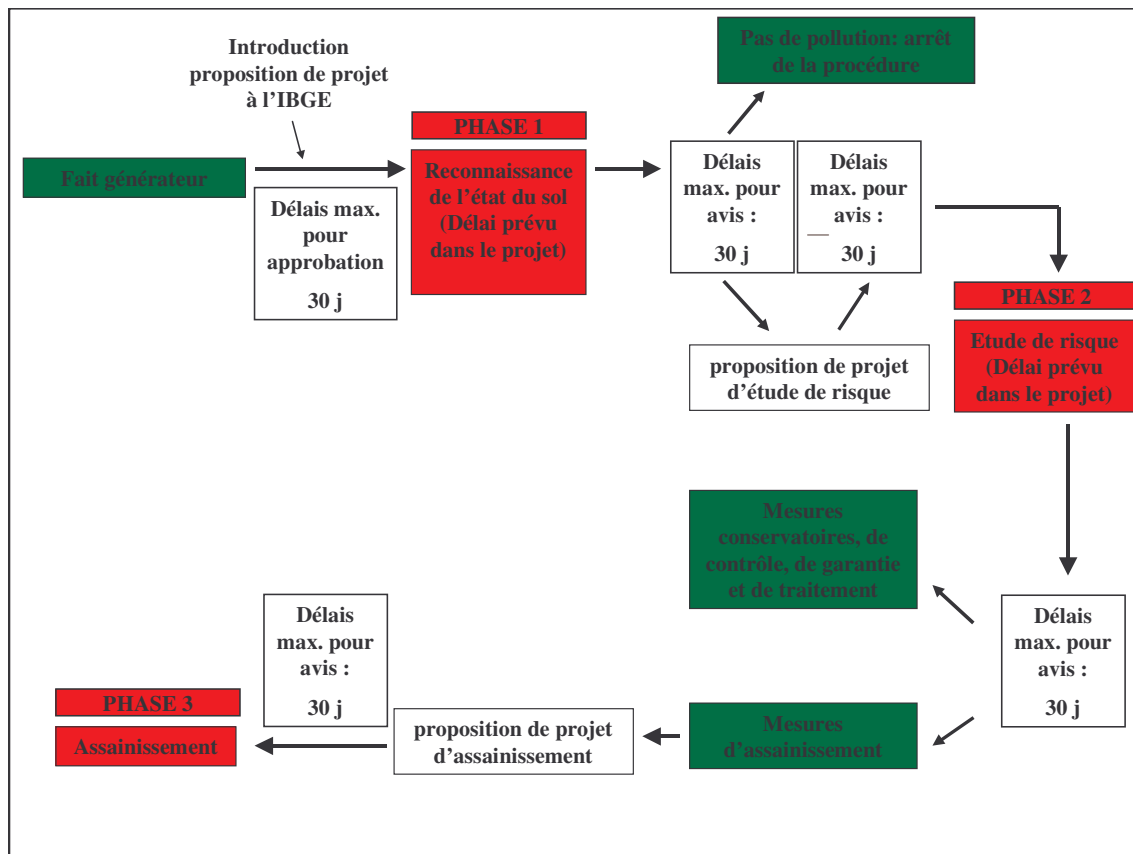 Introduction
proposition de projet
à l'IBGE
Pas de pollution: arrêt
de la procédure
Fait générateur
Délai max.
pour
approbation
30 j
PHASE 1
Reconnaissance
de l'état du sol
(Délai prévu
dans le projet)
Délais
max. pour
avis :
30 j
Délais
max. pour
avis :
30 j
proposition de projet
d'étude de risque
PHASE 2
Etude de risque
(Délai prévu
dans le projet)
Mesures
conservatoires, de
contrôle, de garantie
et de traitement
Délais
max. pour
avis :
30 j
Mesures
d'assainissement
proposition de projet
d'assainissement
Délais
max. pour
avis :
30 j
PHASE 3
Assainissement